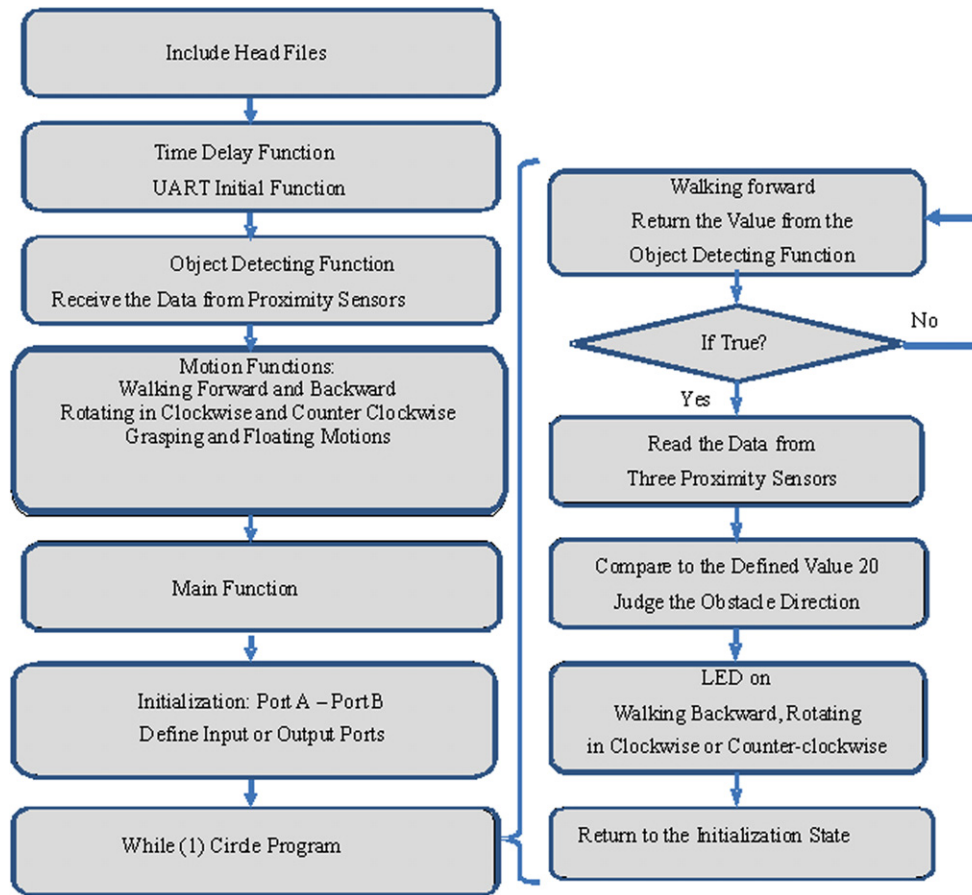 Include Head Files
Time Delay Function
UART Initial Function
Object Detecting Function
Receive the Data from Proximity Sensors
Motion Functions:
Walking Forward and Backward
Rotating in Clockwise and Counter Clockwise
Grasping and Floating Motions
Main Function
Initialization: Port A – Port B
Define Input or Output Ports
While (1) Circle Program
Walking forward
Return the Value from the
Object Detecting Function
If True?
No
Yes
Read the Data from
Three Proximity Sensors
Compare to the Defined Value 20
Judge the Obstacle Direction
LED on
Walking Backward, Rotating
in Clockwise or Counter-clockwise
Return to the Initialization State